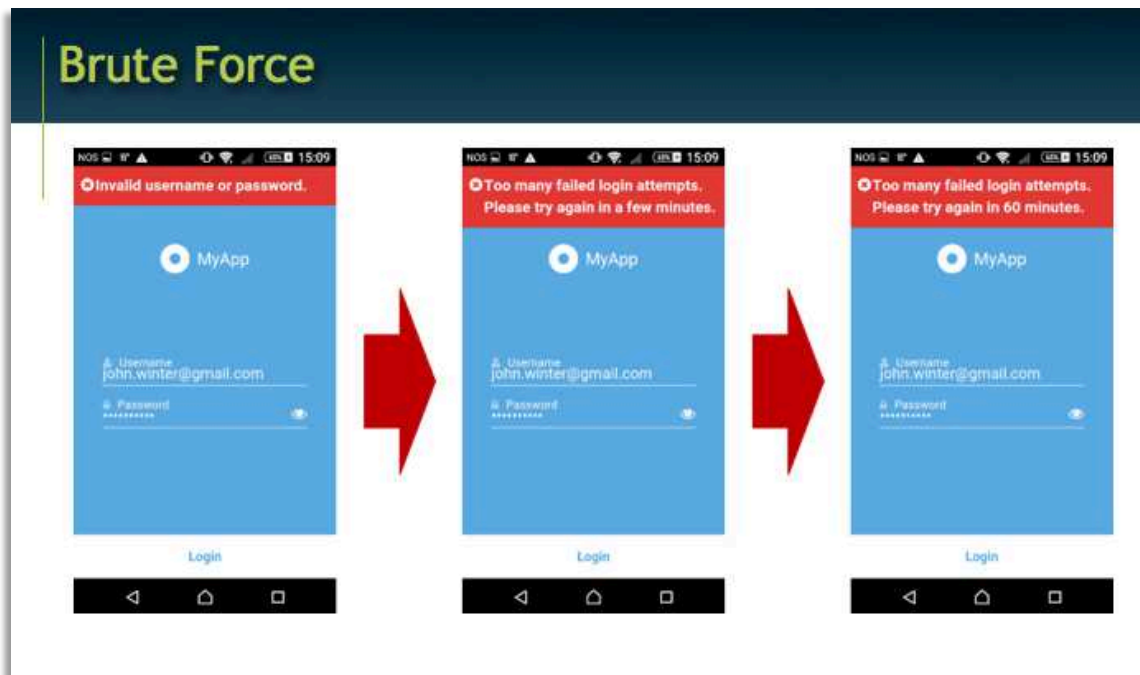 Brute Force
NOS 15:09
Invalid username or password.
MyApp
Username
john.winter@gmail.com
Password
Login
NOS 15:09
Too many failed login attempts.
Please try again in a few minutes.
MyApp
Username
john.winter@gmail.com
Password
Login
NOS 15:09
Too many failed login attempts.
Please try again in 60 minutes.
MyApp
Username
john.winter@gmail.com
Password
Login